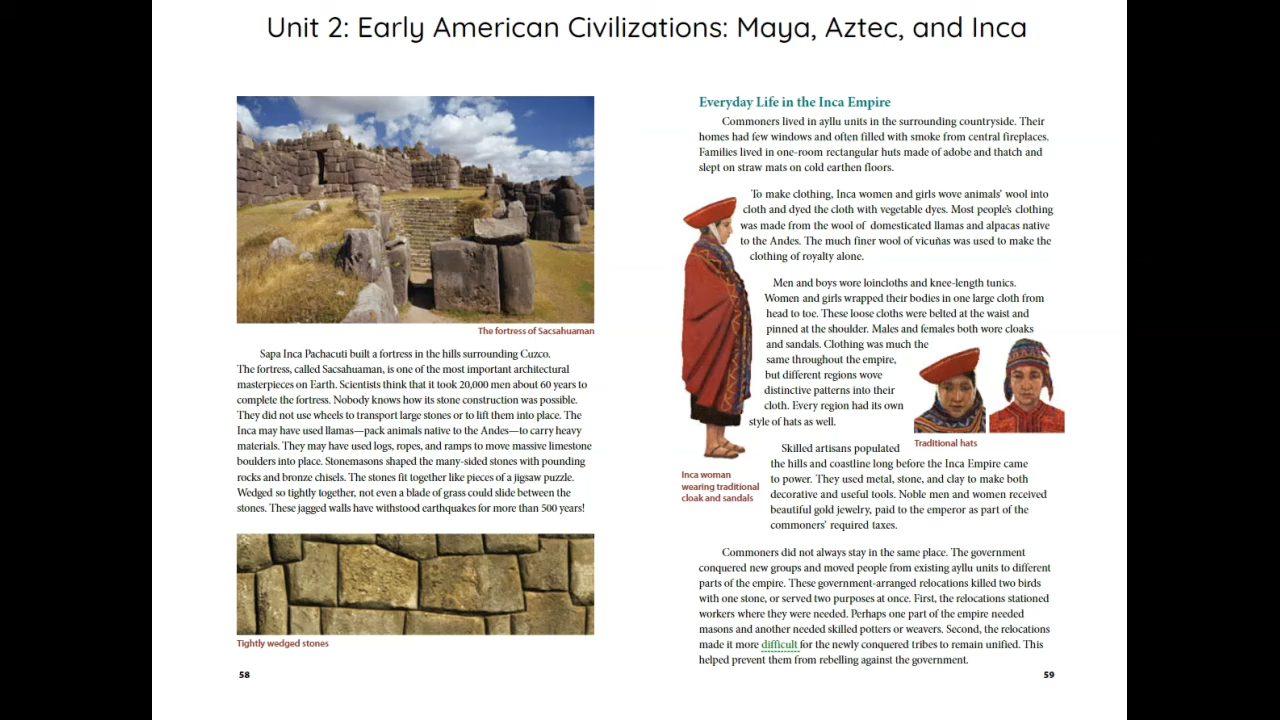 Unit 2: Early American Civilizations: Maya, Aztec, and Inca
The fortress of Sacsahuaman
Sapa Inca Pachacuti built a fortress in the hills surrounding Cuzco.
The fortress, called Sacsahuaman, is one of the most important architectural
masterpieces on Earth. Scientists think that it took 20,000 men about 60 years to
complete the fortress. Nobody knows how its stone construction was possible.
They did not use wheels to transport large stones or to lift them into place. The
Inca may have used llamas—pack animals native to the Andes—to carry heavy
materials. They may have used logs, ropes, and ramps to move massive limestone
boulders into place. Stonemasons shaped the many-sided stones with pounding
rocks and bronze chisels. The stones fit together like pieces of a jigsaw puzzle.
Wedged so tightly together, not even a blade of grass could slide between the
stones. These jagged walls have withstood earthquakes for more than 500 years!
Tightly wedged stones
58
Everyday Life in the Inca Empire
Commoners lived in ayllu units in the surrounding countryside. Their
homes had few windows and often filled with smoke from central fireplaces.
Families lived in one-room rectangular huts made of adobe and thatch and
slept on straw mats on cold earthen floors.
To make clothing, Inca women and girls wove animals' wool into
cloth and dyed the cloth with vegetable dyes. Most people's clothing
was made from the wool of domesticated llamas and alpacas native
to the Andes. The much finer wool of vicuñas was used to make the
clothing of royalty alone.
Men and boys wore loincloths and knee-length tunics.
Women and girls wrapped their bodies in one large cloth from
head to toe. These loose cloths were belted at the waist and
pinned at the shoulder. Males and females both wore cloaks
and sandals. Clothing was much the
same throughout the empire,
but different regions wove
distinctive patterns into their
cloth. Every region had its own
style of hats as well.
Traditional hats
Inca woman
wearing traditional
cloak and sandals
Skilled artisans populated
the hills and coastline long before the Inca Empire came
to power. They used metal, stone, and clay to make both
decorative and useful tools. Noble men and women received
beautiful gold jewelry, paid to the emperor as part of the
commoners' required taxes.
Commoners did not always stay in the same place. The government
conquered new groups and moved people from existing ayllu units to different
parts of the empire. These government-arranged relocations killed two birds
with one stone, or served two purposes at once. First, the relocations stationed
workers where they were needed. Perhaps one part of the empire needed
masons and another needed skilled potters or weavers. Second, the relocations
made it more difficult for the newly conquered tribes to remain unified. This
helped prevent them from rebelling against the government.
59